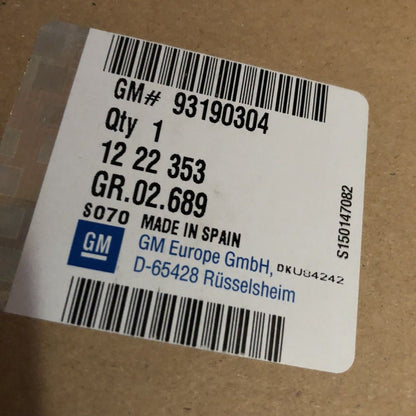 GM# 93190304
Qty 1
12 22 353
GR.02.689
S070 MADE IN SPAIN
GM
GM Europe GmbH, DKU84242
D-65428 Rüsselsheim
S150147082